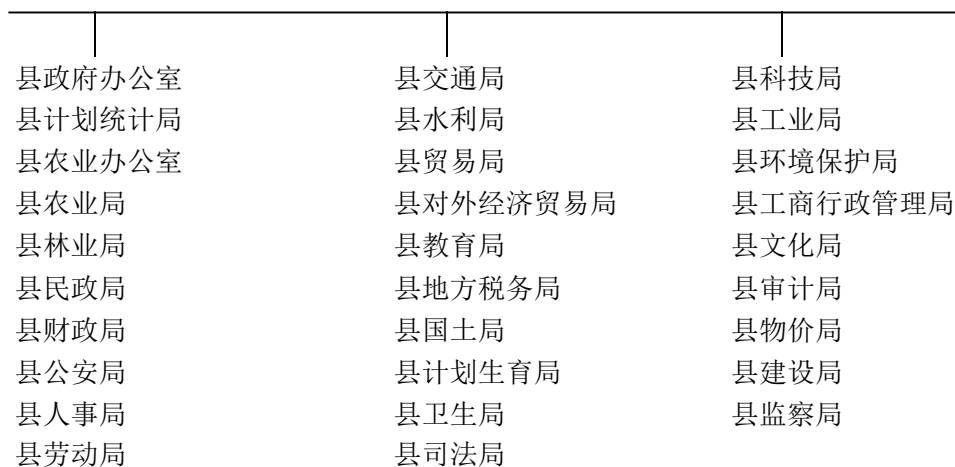 县政府办公室
县计划统计局
县农业办公室
县农业局
县林业局
县民政局
县财政局
县公安局
县人事局
县劳动局
县交通局
县水利局
县贸易局
县对外经济贸易局
县教育局
县地方税务局
县国土局
县计划生育局
县卫生局
县司法局
县科技局
县工业局
县环境保护局
县工商行政管理局
县文化局
县审计局
县物价局
县建设局
县监察局